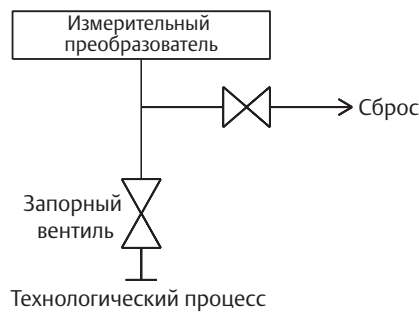 Измерительный
преобразователь
Сброс
Запорный
вентиль
Технологический процесс